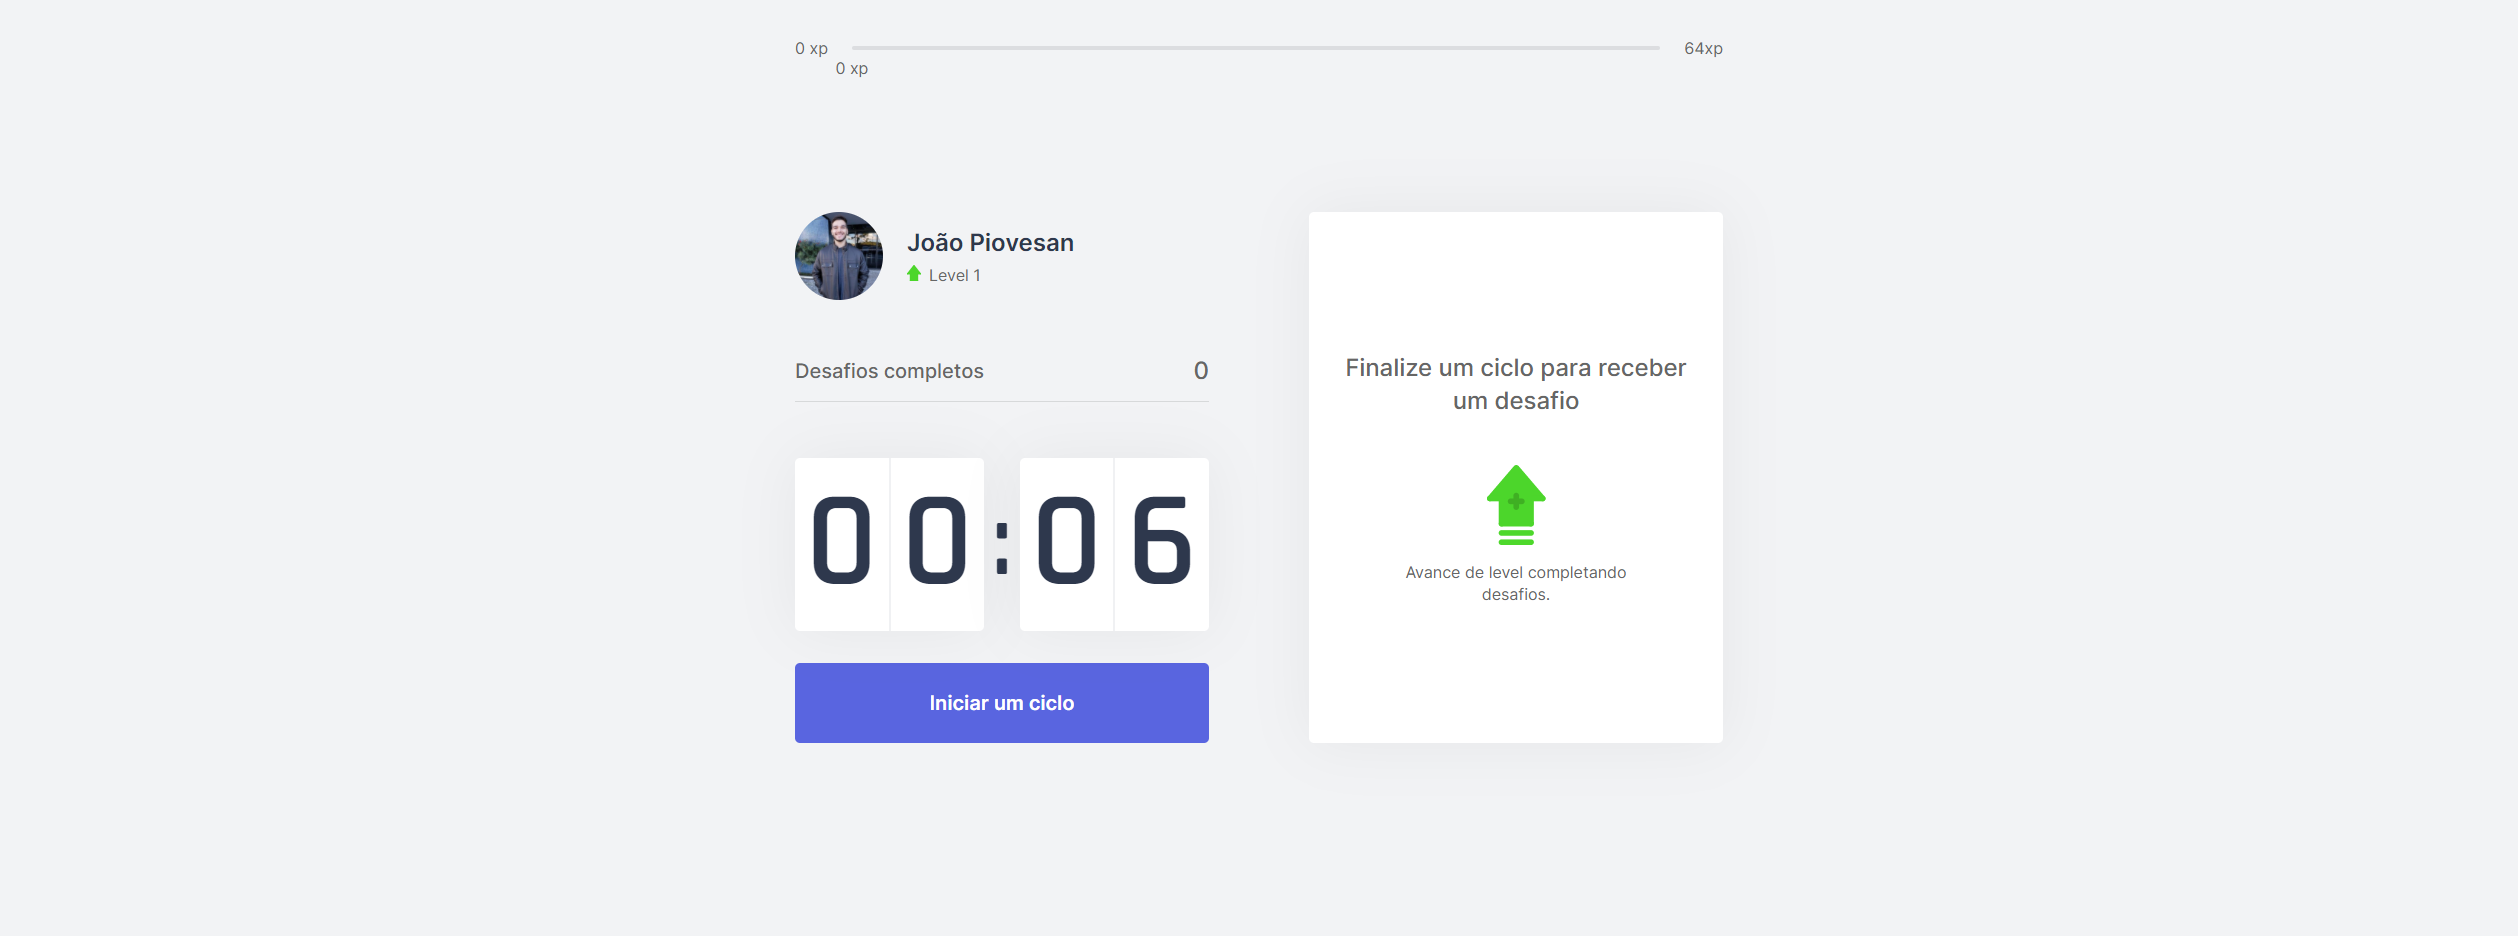 0 xp
64xp
0 xp
João Piovesan
Level 1
Desafios completos
0
00:06
Iniciar um ciclo
Finalize um ciclo para receber
um desafio
Avance de level completando
desafios.